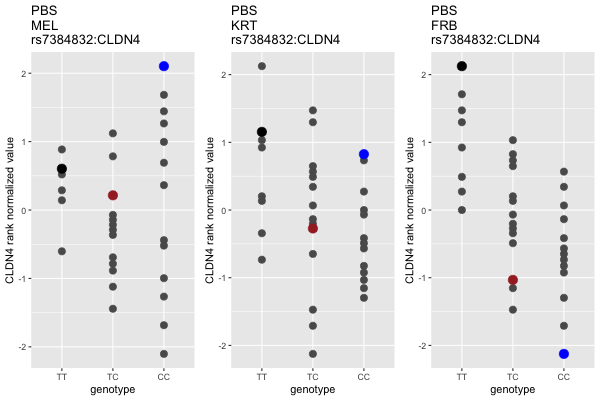 PBS
MEL
rs7384832:CLDN4
CLDN4 rank normalized value
2
1
0
-1
-2
TT TC CC
genotype
PBS
KRT
rs7384832:CLDN4
CLDN4 rank normalized value
2
1
0
-1
-2
TT TC CC
genotype
PBS
FRB
rs7384832:CLDN4
CLDN4 rank normalized value
2
1
0
-1
-2
TT TC CC
genotype